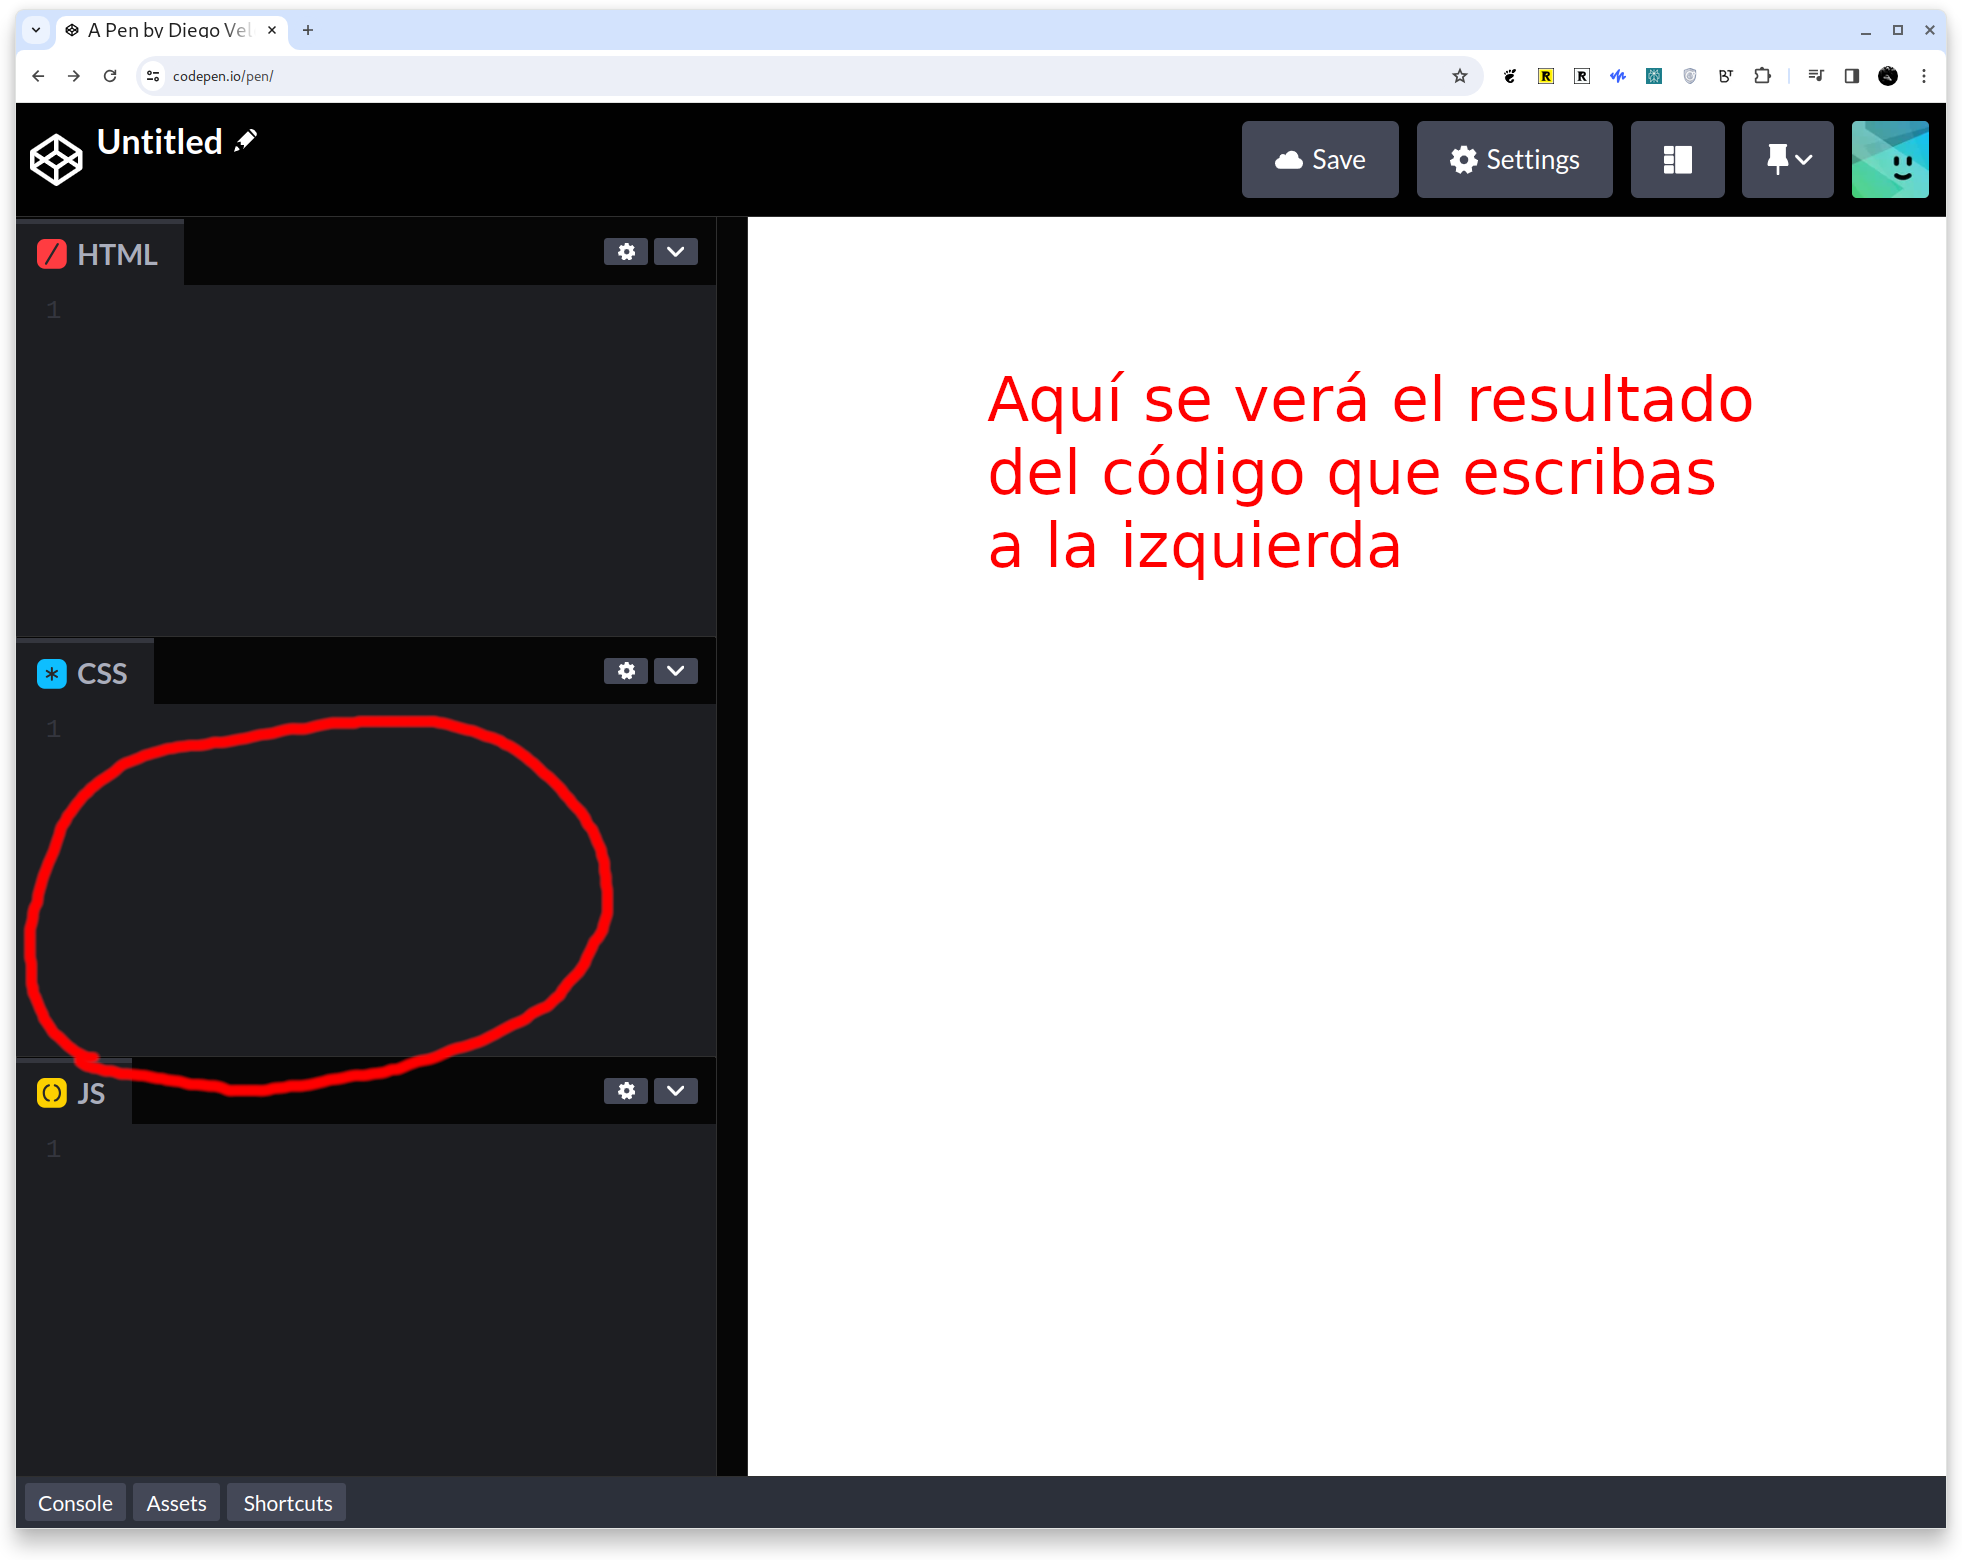 A Pen by Diego Vel
codepen.io/pen/
Untitled
Save
Settings
HTML
1
Aquí se verá el resultado
del código que escribas
a la izquierda
CSS
1
JS
1
Console
Assets
Shortcuts